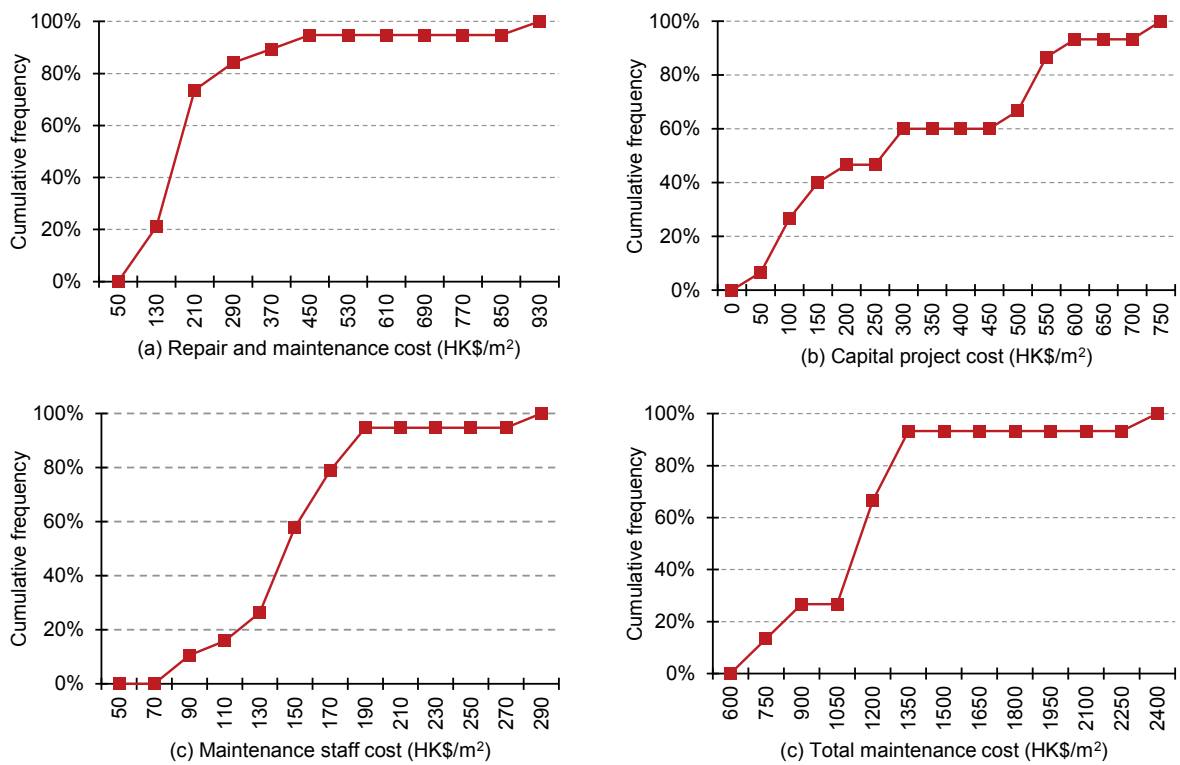 100%
80%
60%
40%
20%
0%
Cumulative frequency
50 130 210 290 370 450 530 610 690 770 850 930
(a) Repair and maintenance cost (HK$/m²)
100%
80%
60%
40%
20%
0%
Cumulative frequency
0 50 100 150 200 250 300 350 400 450 500 550 600 650 700 750
(b) Capital project cost (HK$/m²)
100%
80%
60%
40%
20%
0%
Cumulative frequency
50 70 90 110 130 150 170 190 210 230 250 270 290
(c) Maintenance staff cost (HK$/m²)
100%
80%
60%
40%
20%
0%
Cumulative frequency
600 750 900 1050 1200 1350 1500 1650 1800 1950 2100 2250 2400
(c) Total maintenance cost (HK$/m²)